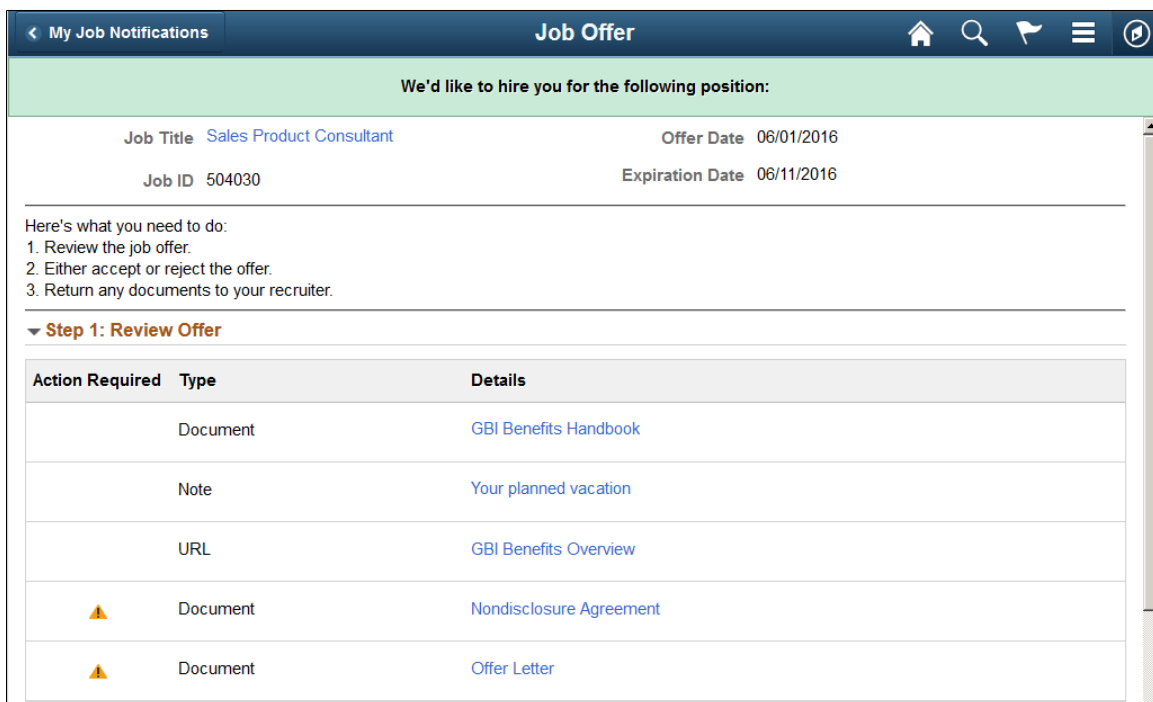 My Job Notifications Job Offer
We'd like to hire you for the following position:
Job Title Sales Product Consultant Offer Date 06/01/2016
Job ID 504030 Expiration Date 06/11/2016
Here's what you need to do:
1. Review the job offer.
2. Either accept or reject the offer.
3. Return any documents to your recruiter.
Step 1: Review Offer
Action Required Type Details
Document GBI Benefits Handbook
Note Your planned vacation
URL GBI Benefits Overview
Document Nondisclosure Agreement
Document Offer Letter